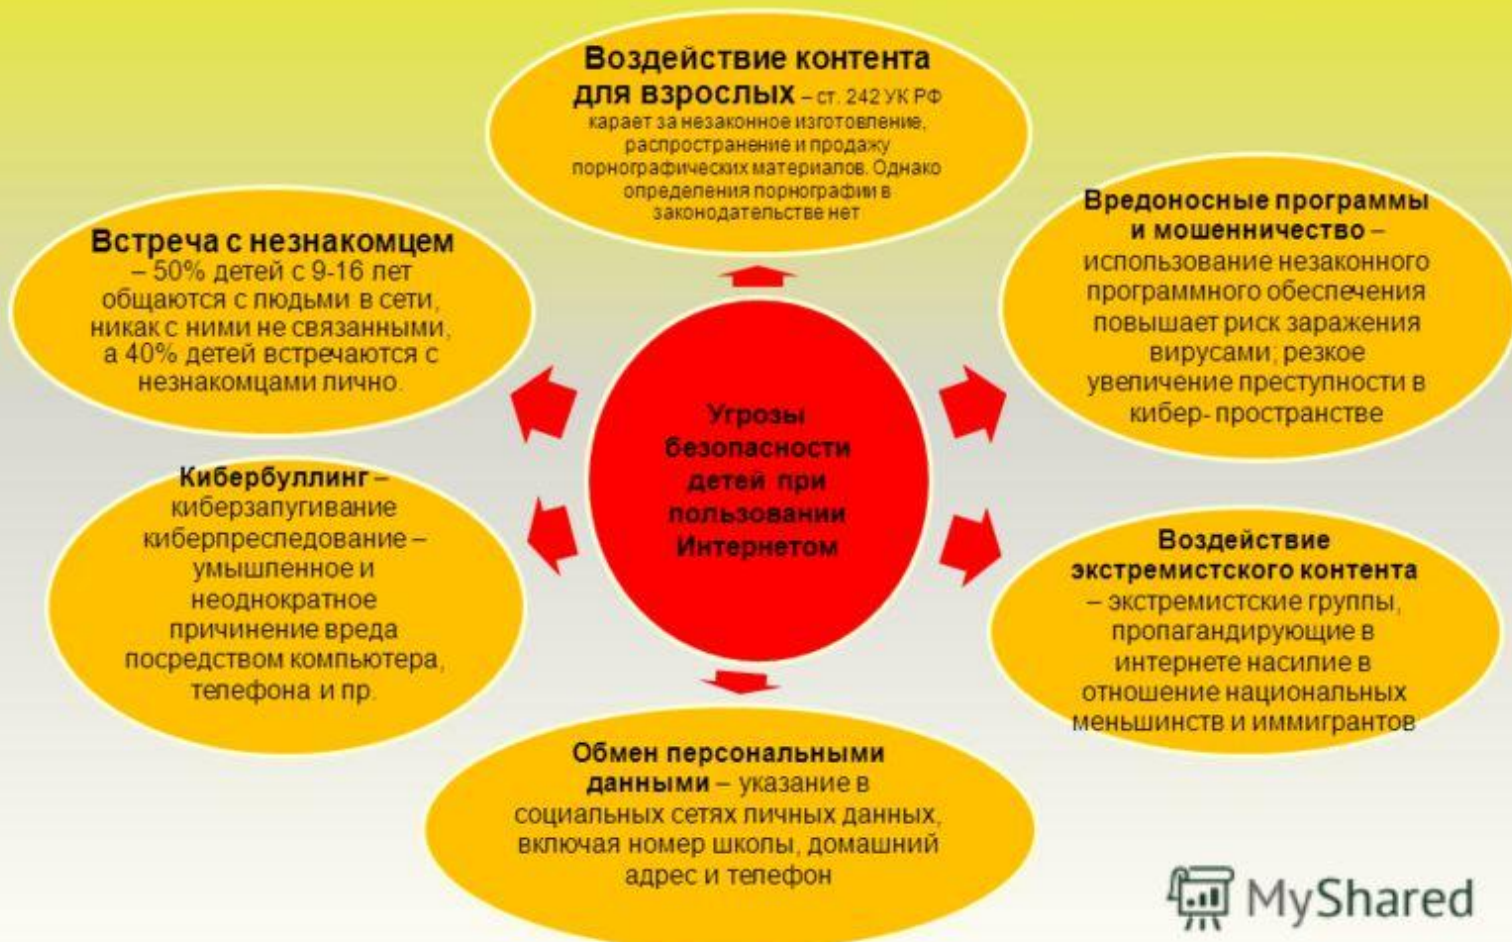 Воздействие контента
для взрослых – ст. 242 УК РФ
карает за незаконное изготовление,
распространение и продажу
порнографических материалов. Однако
определения порнографии в
законодательстве нет
Встреча с незнакомцем
– 50% детей с 9-16 лет
общаются с людьми в сети,
никак с ними не связанными,
а 40% детей встречаются с
незнакомцами лично.
Вредоносные программы
и мошенничество –
использование незаконного
программного обеспечения
повышает риск заражения
вирусами; резкое
увеличение преступности в
кибер- пространстве
Угрозы
безопасности
детей при
пользовании
Интернетом
Кибербуллинг –
киберзапугивание
киберпреследование –
умышленное и
неоднократное
причинение вреда
посредством компьютера,
телефона и пр.
Воздействие
экстремистского контента
– экстремистские группы,
пропагандирующие в
интернете насилие в
отношение национальных
меньшинств и иммигрантов
Обмен персональными
данными – указание в
социальных сетях личных данных,
включая номер школы, домашний
адрес и телефон
MyShared